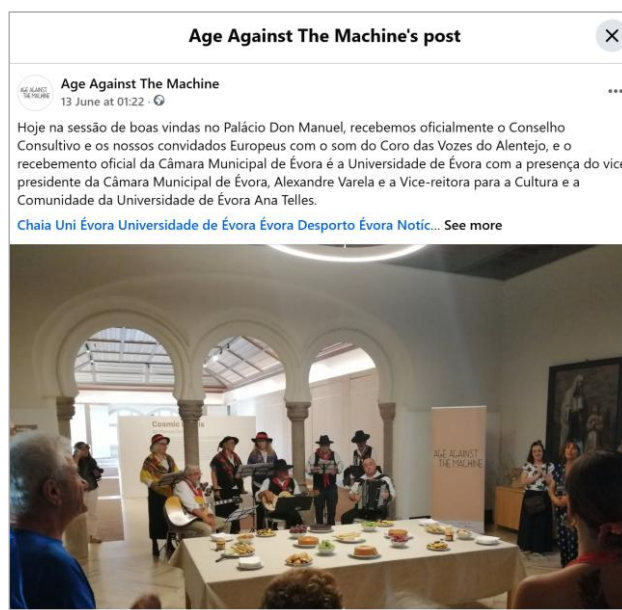 Age Against The Machine's post
AGE AGAINST
THE MACHINE
Age Against The Machine
13 June at 01:22 ·
Hoje na sessão de boas vindas no Palácio Don Manuel, recebemos oficialmente o Conselho
Consultivo e os nossos convidados Europeus com o som do Coro das Vozes do Alentejo, e o
recebemento oficial da Câmara Municipal de Évora é a Universidade de Évora com a presença do vice
presidente da Câmara Municipal de Évora, Alexandre Varela e a Vice-reitora para a Cultura e a
Comunidade da Universidade de Évora Ana Telles.
Chaia Uni Évora Universidade de Évora Évora Desporto Évora Notíc... See more
Cosmic
AGE AGAINST
THE MACHINE